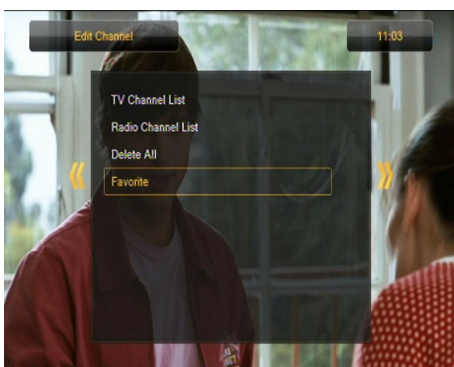 Edit Channel
11:03
TV Channel List
Radio Channel List
Delete All
Favorite